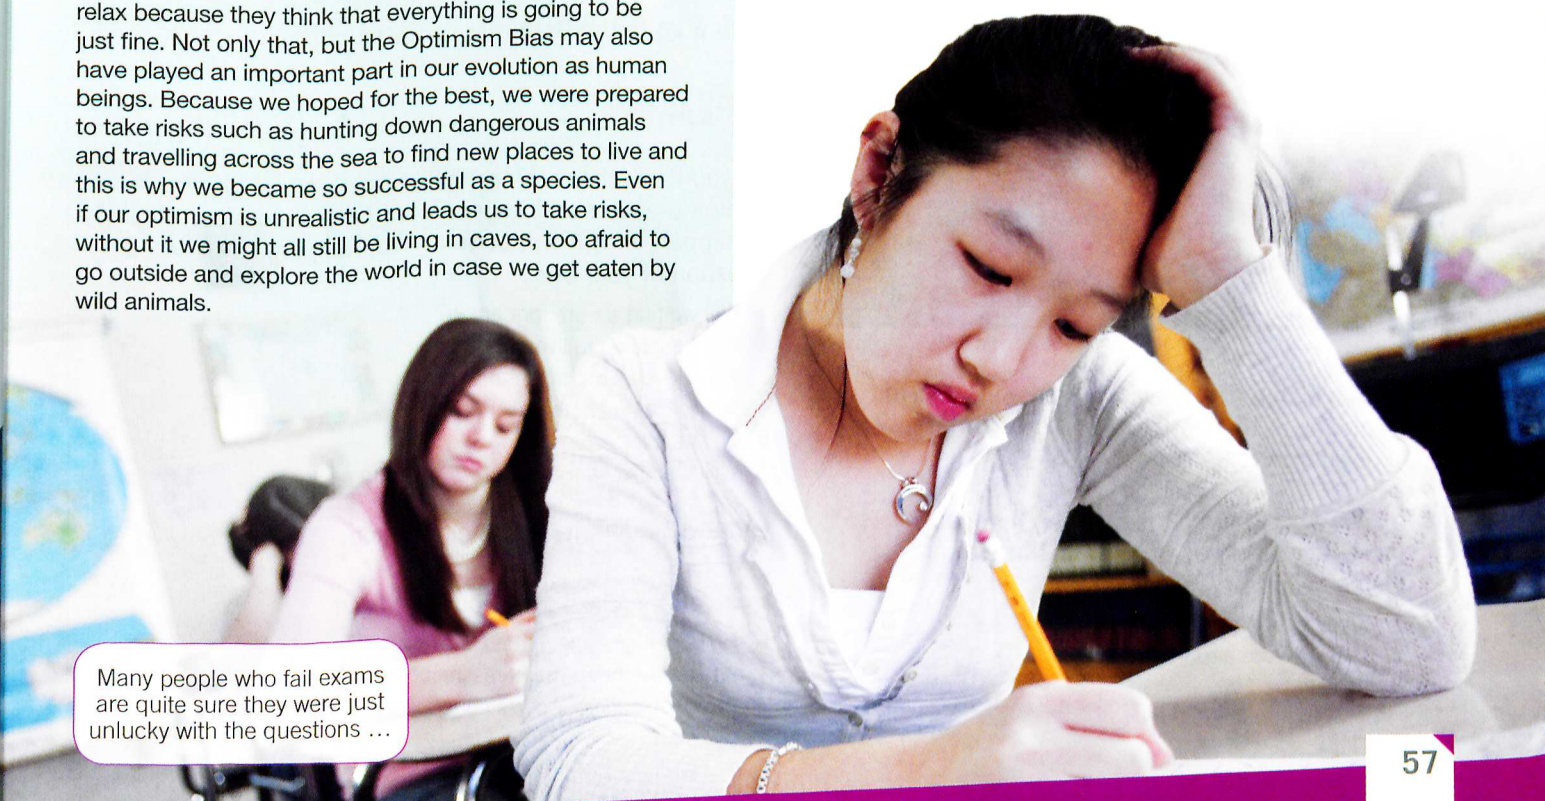 relax because they think that everything is going to be
just fine. Not only that, but the Optimism Bias may also
have played an important part in our evolution as human
beings. Because we hoped for the best, we were prepared
to take risks such as hunting down dangerous animals
and travelling across the sea to find new places to live and
this is why we became so successful as a species. Even
if our optimism is unrealistic and leads us to take risks,
without it we might all still be living in caves, too afraid to
go outside and explore the world in case we get eaten by
wild animals.
Many people who fail exams
are quite sure they were just
unlucky with the questions ...
57